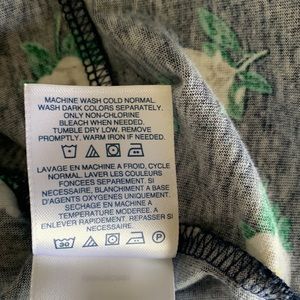 MACHINE WASH COLD NORMAL.
WASH DARK COLORS SEPARATELY.
ONLY NON-CHLORINE
BLEACH WHEN NEEDED.
TUMBLE DRY LOW. REMOVE
PROMPTLY. WARM IRON IF NEEDED.
LAVAGE EN MACHINE A FROID, CYCLE
NORMAL. LAVER LES COULEURS
FONCEES SEPAREMENT. SI
NECESSAIRE, BLANCHIMENT A BASE
D'AGENTS OXYGENES UNIQUEMENT.
SECHAGE EN MACHINE A
TEMPERATURE MODEREE. A
ENLEVER RAPIDEMENT. REPASSER SI
NECESSAIRE.
30 P